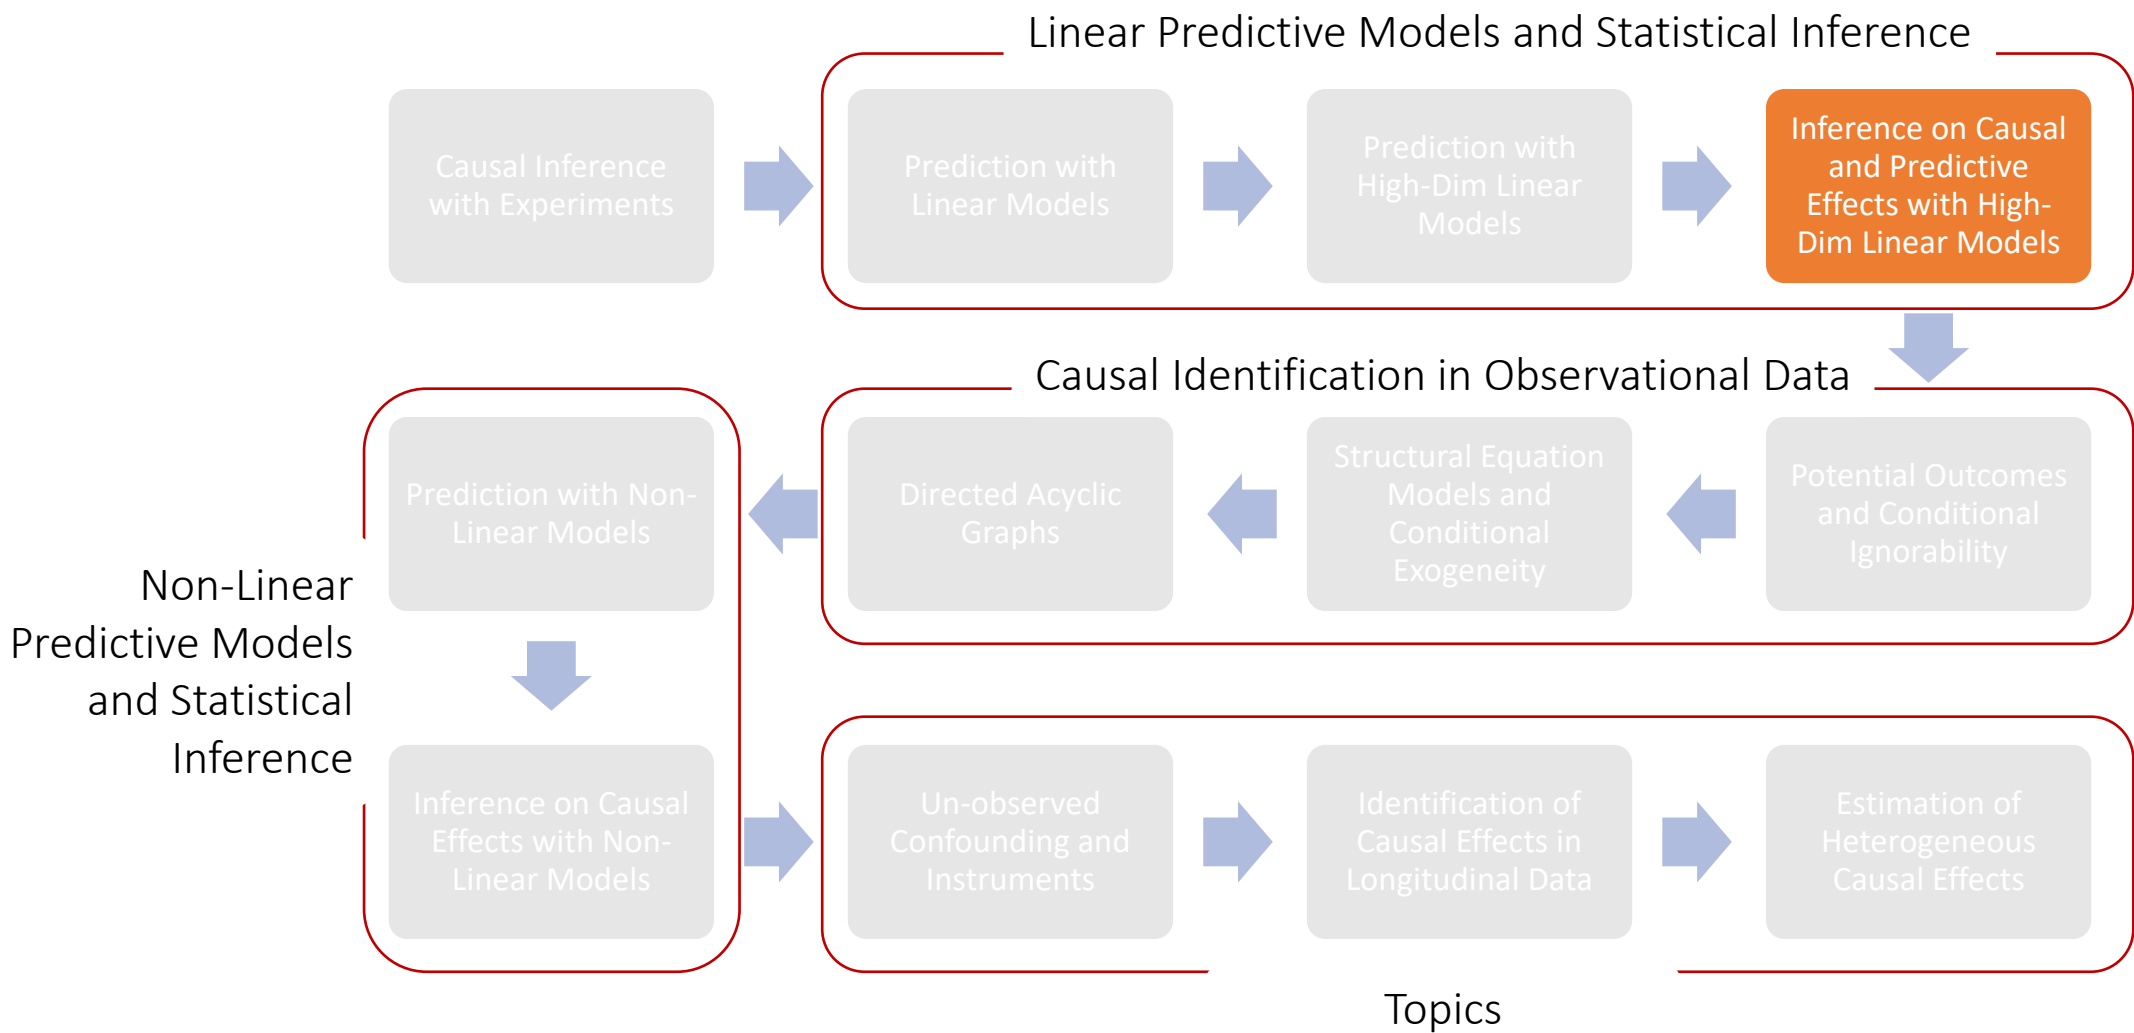 Linear Predictive Models and Statistical Inference
Causal Inference
with Experiments
Prediction with
Linear Models
Prediction with
High-Dim Linear
Models
Inference on Causal
and Predictive
Effects with High-
Dim Linear Models
Causal Identification in Observational Data
Potential Outcomes
and Conditional
Ignorability
Structural Equation
Models and
Conditional
Exogeneity
Directed Acyclic
Graphs
Prediction with Non-
Linear Models
Non-Linear
Predictive Models
and Statistical
Inference
Inference on Causal
Effects with Non-
Linear Models
Un-observed
Confounding and
Instruments
Identification of
Causal Effects in
Longitudinal Data
Estimation of
Heterogeneous
Causal Effects
Topics